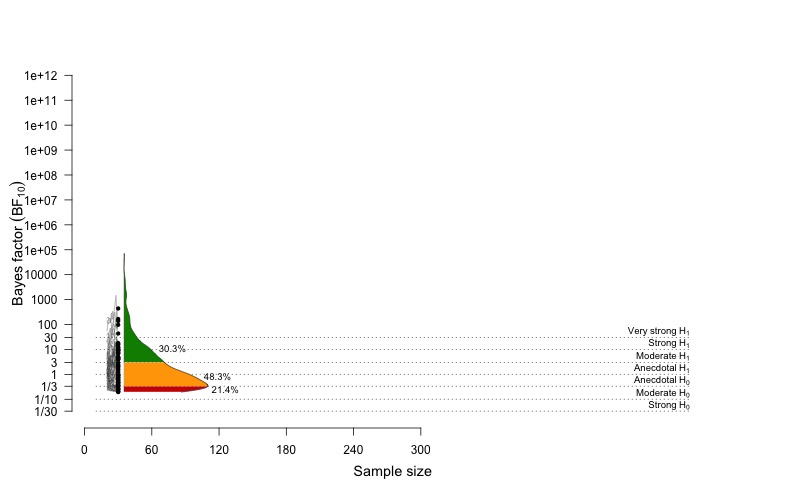 1e+12
1e+11
1e+10
1e+09
1e+08
1e+07
1e+06
1e+05
10000
1000
100
30
10
3
1
1/3
1/10
1/30
Bayes factor (BF10)
30.3%
48.3%
21.4%
Very strong H1
Strong H1
Moderate H1
Anecdotal H1
Anecdotal H0
Moderate H0
Strong H0
0 60 120 180 240 300
Sample size